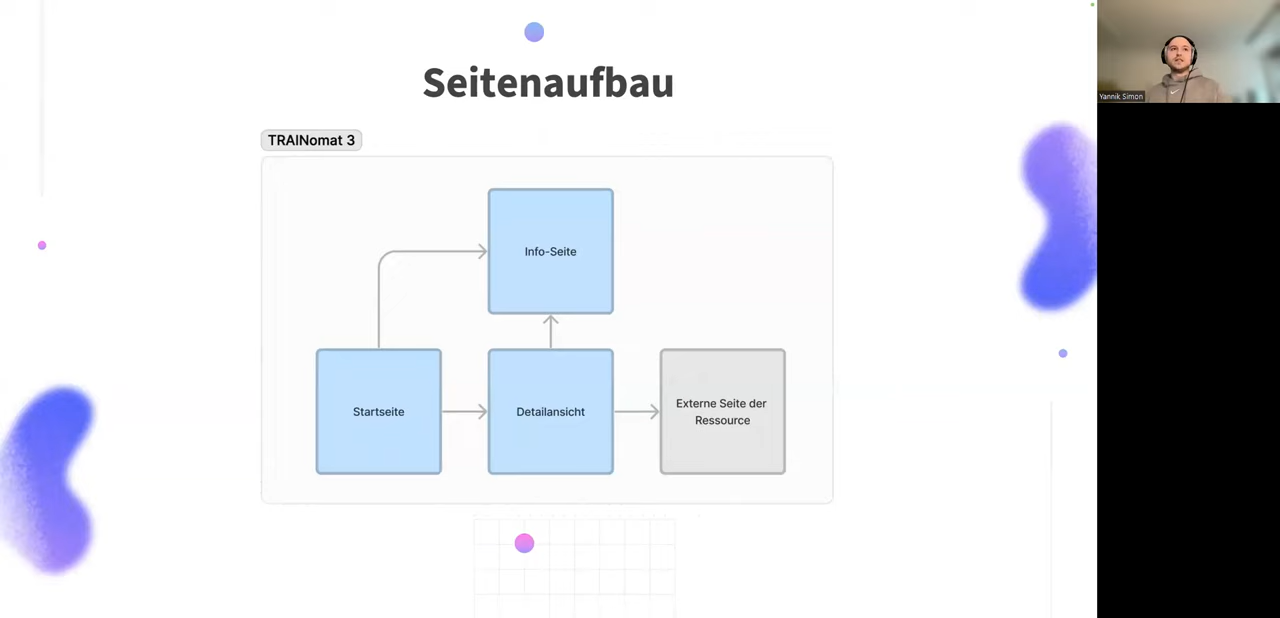 Seitenaufbau
TRAINomat 3
Info-Seite
Startseite
Detailansicht
Externe Seite der
Ressource
Yannik Simon